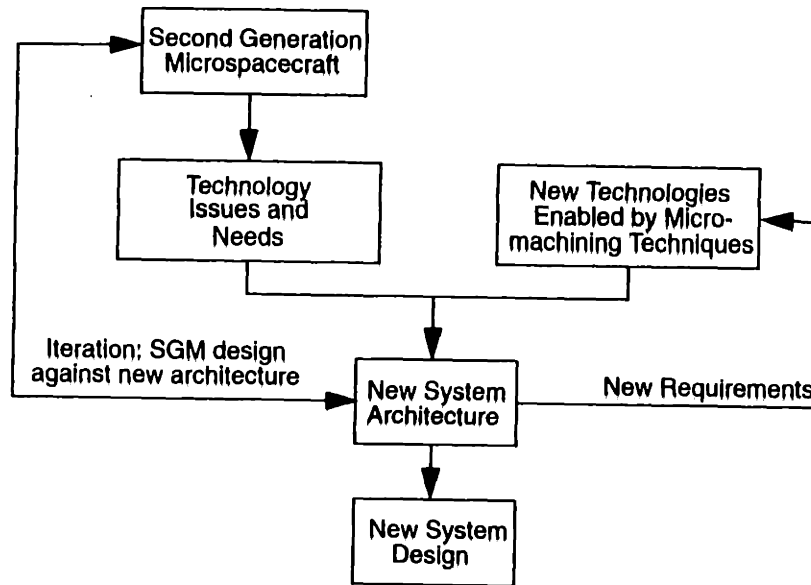 Second Generation
Microspacecraft
Technology
Issues and
Needs
New Technologies
Enabled by Micro-
machining Techniques
Iteration; SGM design
against new architecture
New System
Architecture
New Requirements
New System
Design